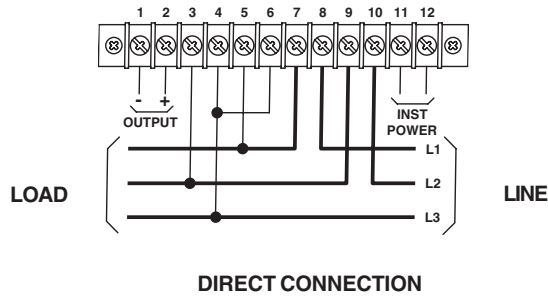 1 2 3 4 5 6 7 8 9 10 11 12
- +
OUTPUT
INST
POWER
L1
LOAD
L2
LINE
L3
DIRECT CONNECTION